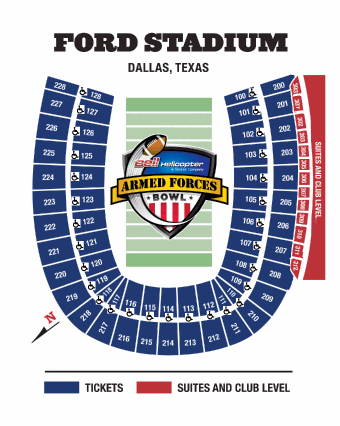 FORD STADIUM
DALLAS, TEXAS
228 128 100 200
227 127 101 201
226 126 102 202
225 125 103 203
224 124 104 204
223 123 105 205
222 122 106 206
221 121 107 207
220 120 108 208
219 119 109 209
218 118 110 210
217 117 116 115 114 113 112 111 211
216 215 214 213 212
301
302
303
304
305
306
307
308
309
310
311
312
SUITES AND CLUB LEVEL
Bell Helicopter
A Textron Company
ARMED FORCES
BOWL
N
TICKETS
SUITES AND CLUB LEVEL